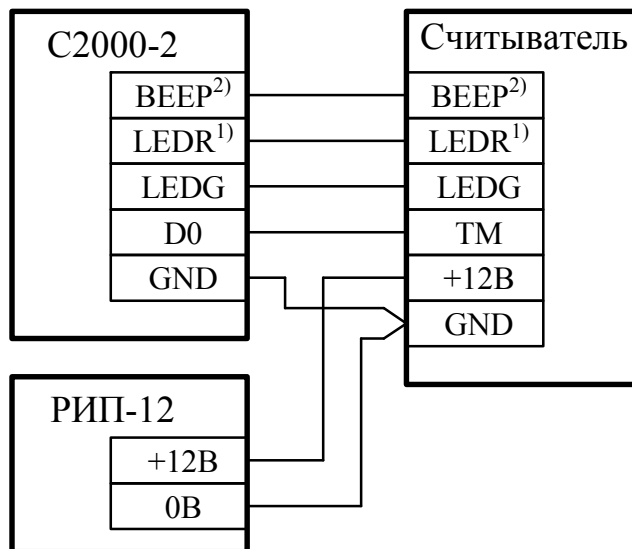 С2000-2
BEEP2)
LEDR1)
LEDG
D0
GND
Считыватель
BEEP2)
LEDR1)
LEDG
TM
+12В
GND
РИП-12
+12В
0В